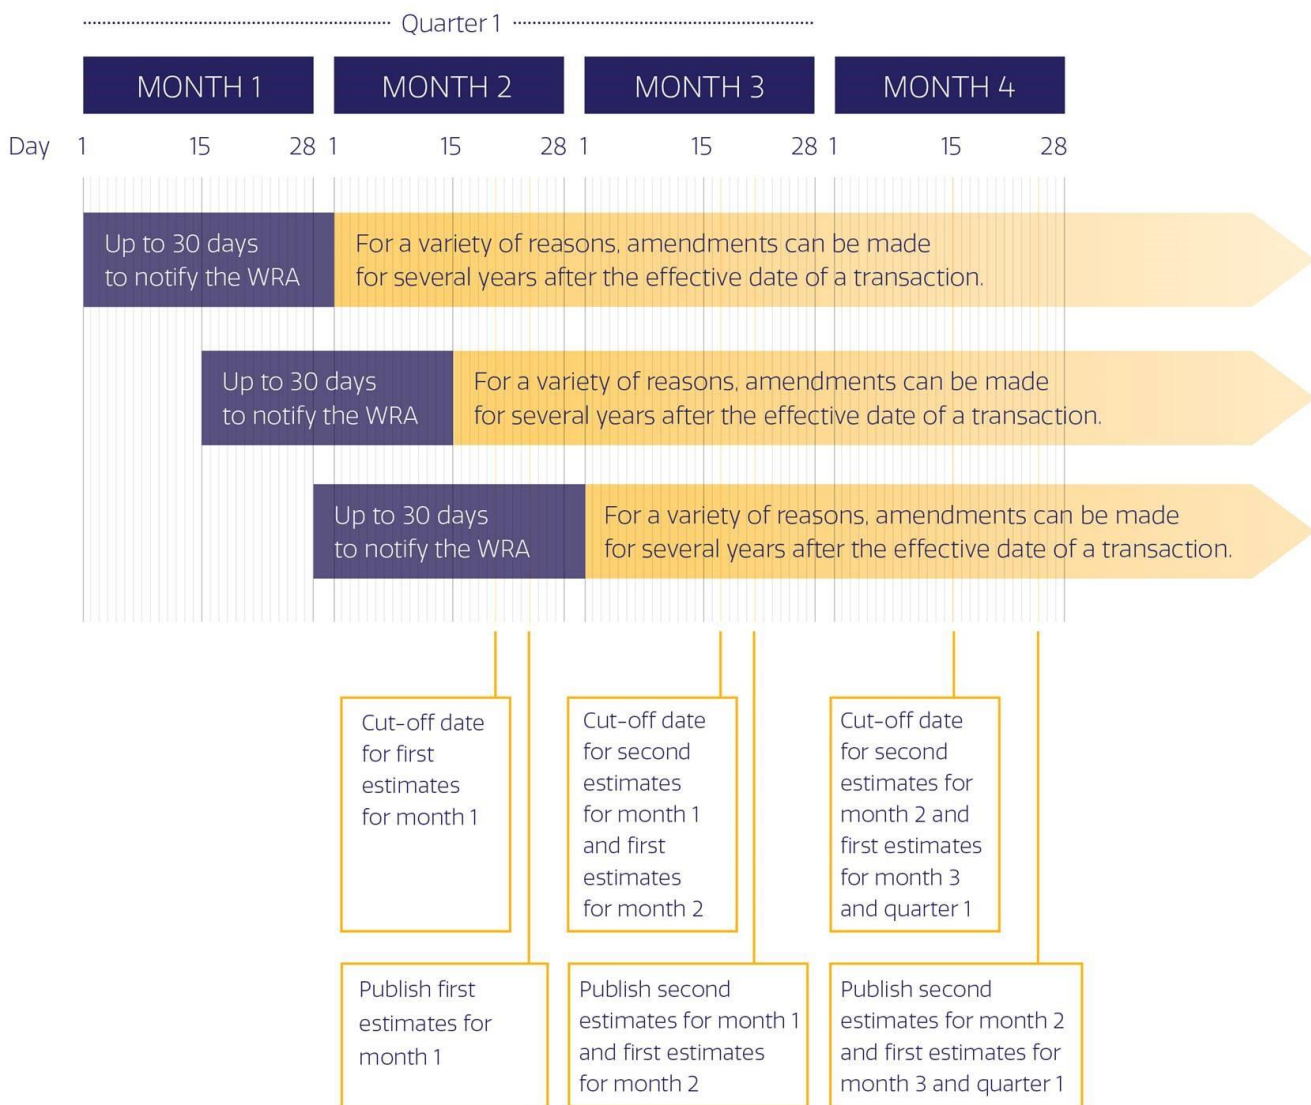 Quarter 1
MONTH 1 MONTH 2 MONTH 3 MONTH 4
Day 1 15 28 1 15 28 1 15 28 1 15 28
Up to 30 days
to notify the WRA
For a variety of reasons, amendments can be made
for several years after the effective date of a transaction.
Up to 30 days
to notify the WRA
For a variety of reasons, amendments can be made
for several years after the effective date of a transaction.
Up to 30 days
to notify the WRA
For a variety of reasons, amendments can be made
for several years after the effective date of a transaction.
Cut-off date
for first
estimates
for month 1
Cut-off date
for second
estimates
for month 1
and first
estimates
for month 2
Cut-off date
for second
estimates for
month 2 and
first estimates
for month 3
and quarter 1
Publish first
estimates for
month 1
Publish second
estimates for month 1
and first estimates
for month 2
Publish second
estimates for month 2
and first estimates for
month 3 and quarter 1